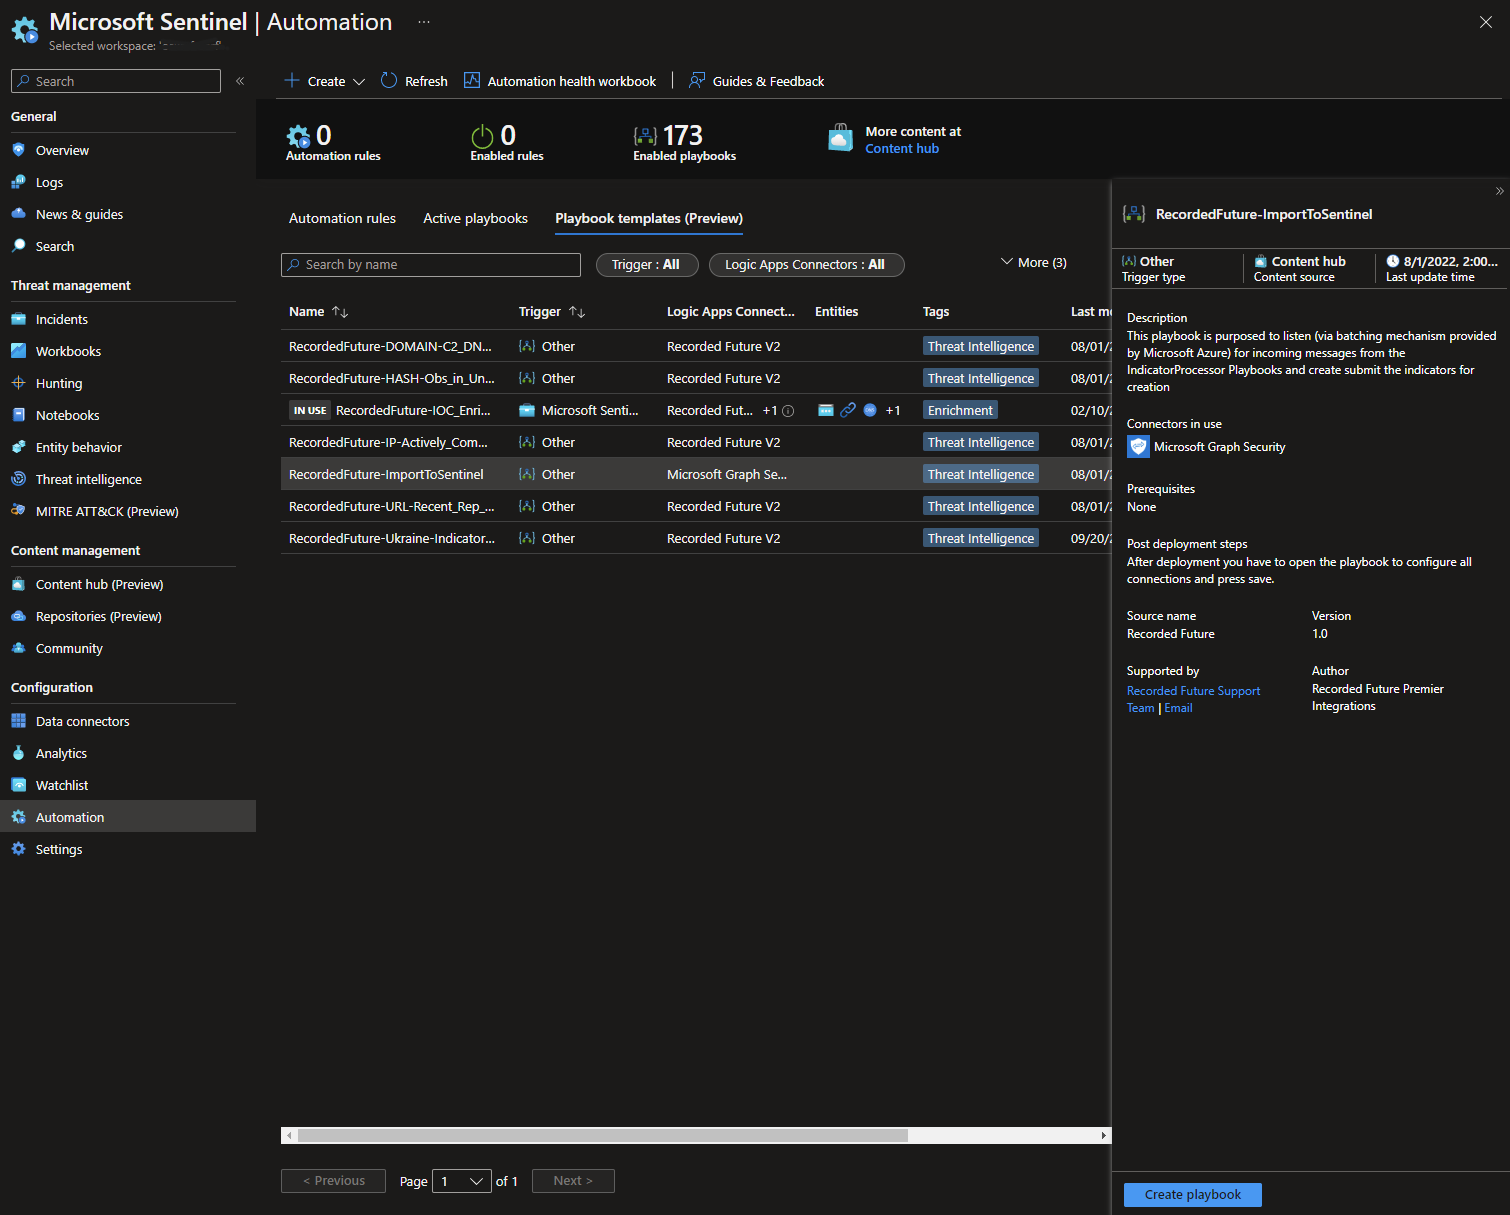 Microsoft Sentinel | Automation ...
Selected workspace:
Search
«
General
Overview
Logs
News & guides
Search
Threat management
Incidents
Workbooks
Hunting
Notebooks
Entity behavior
Threat intelligence
MITRE ATT&CK (Preview)
Content management
Content hub (Preview)
Repositories (Preview)
Community
Configuration
Data connectors
Analytics
Watchlist
Automation
Settings
Create Refresh Automation health workbook | Guides & Feedback
0
Automation rules
0
Enabled rules
173
Enabled playbooks
More content at
Content hub
Automation rules Active playbooks Playbook templates (Preview)
Search by name Trigger : All Logic Apps Connectors : All More (3)
Name Trigger Logic Apps Connect... Entities Tags Last m
RecordedFuture-DOMAIN-C2_DN... Other Recorded Future V2 Threat Intelligence 08/01/
RecordedFuture-HASH-Obs_in_Un... Other Recorded Future V2 Threat Intelligence 08/01/
IN USE RecordedFuture-IOC_Enri... Microsoft Senti... Recorded Fut... +1 +1 Enrichment 02/10/
RecordedFuture-IP-Actively_Com... Other Recorded Future V2 Threat Intelligence 08/01/
RecordedFuture-ImportToSentinel Other Microsoft Graph Se... Threat Intelligence 08/01/
RecordedFuture-URL-Recent_Rep_... Other Recorded Future V2 Threat Intelligence 08/01/
RecordedFuture-Ukraine-Indicator... Other Recorded Future V2 Threat Intelligence 09/20/
< Previous Page 1 of 1 Next >
»
RecordedFuture-ImportToSentinel
Other
Trigger type
Content hub
Content source
8/1/2022, 2:00...
Last update time
Description
This playbook is purposed to listen (via batching mechanism provided
by Microsoft Azure) for incoming messages from the
IndicatorProcessor Playbooks and create submit the indicators for
creation
Connectors in use
Microsoft Graph Security
Prerequisites
None
Post deployment steps
After deployment you have to open the playbook to configure all
connections and press save.
Source name
Recorded Future
Version
1.0
Supported by
Recorded Future Support
Team | Email
Author
Recorded Future Premier
Integrations
Create playbook